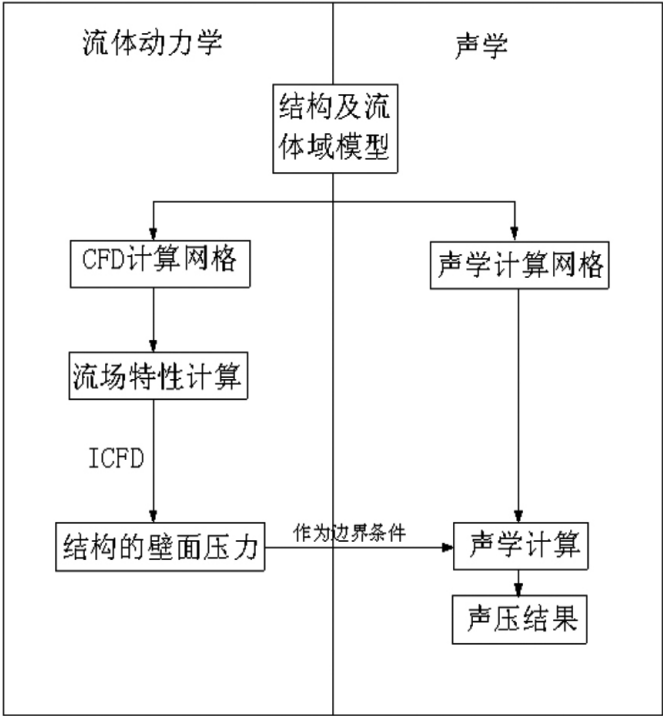 流体动力学
声学
结构及流
体域模型
CFD计算网格
声学计算网格
流场特性计算
ICFD
结构的壁面压力
作为边界条件
声学计算
声压结果